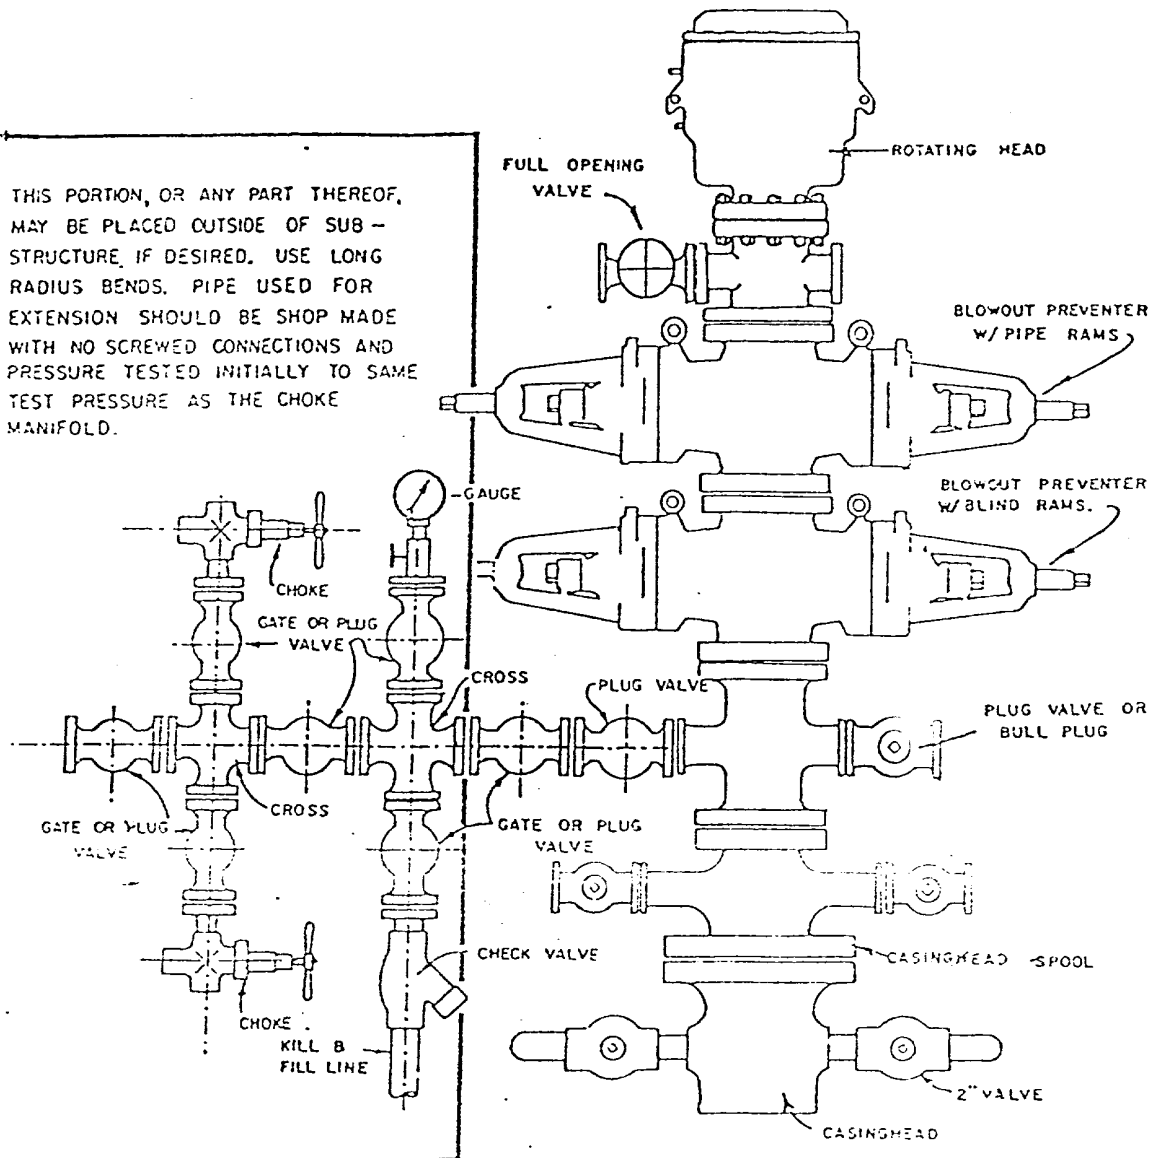 ROTATING HEAD
FULL OPENING
VALVE
THIS PORTION, OR ANY PART THEREOF,
MAY BE PLACED OUTSIDE OF SUB-
STRUCTURE IF DESIRED. USE LONG
RADIUS BENDS. PIPE USED FOR
EXTENSION SHOULD BE SHOP MADE
WITH NO SCREWED CONNECTIONS AND
PRESSURE TESTED INITIALLY TO SAME
TEST PRESSURE AS THE CHOKE
MANIFOLD.
BLOWOUT PREVENTER
W/ PIPE RAMS
BLOWOUT PREVENTER
W/BLIND RAMS.
GAUGE
CHOKE
GATE OR PLUG
VALVE
CROSS
PLUG VALVE
PLUG VALVE OR
BULL PLUG
CROSS
GATE OR PLUG
VALVE
GATE OR PLUG
VALVE
CHECK VALVE
CASINGHEAD SPOOL
CHOKE
KILL &
FILL LINE
2" VALVE
CASINGHEAD